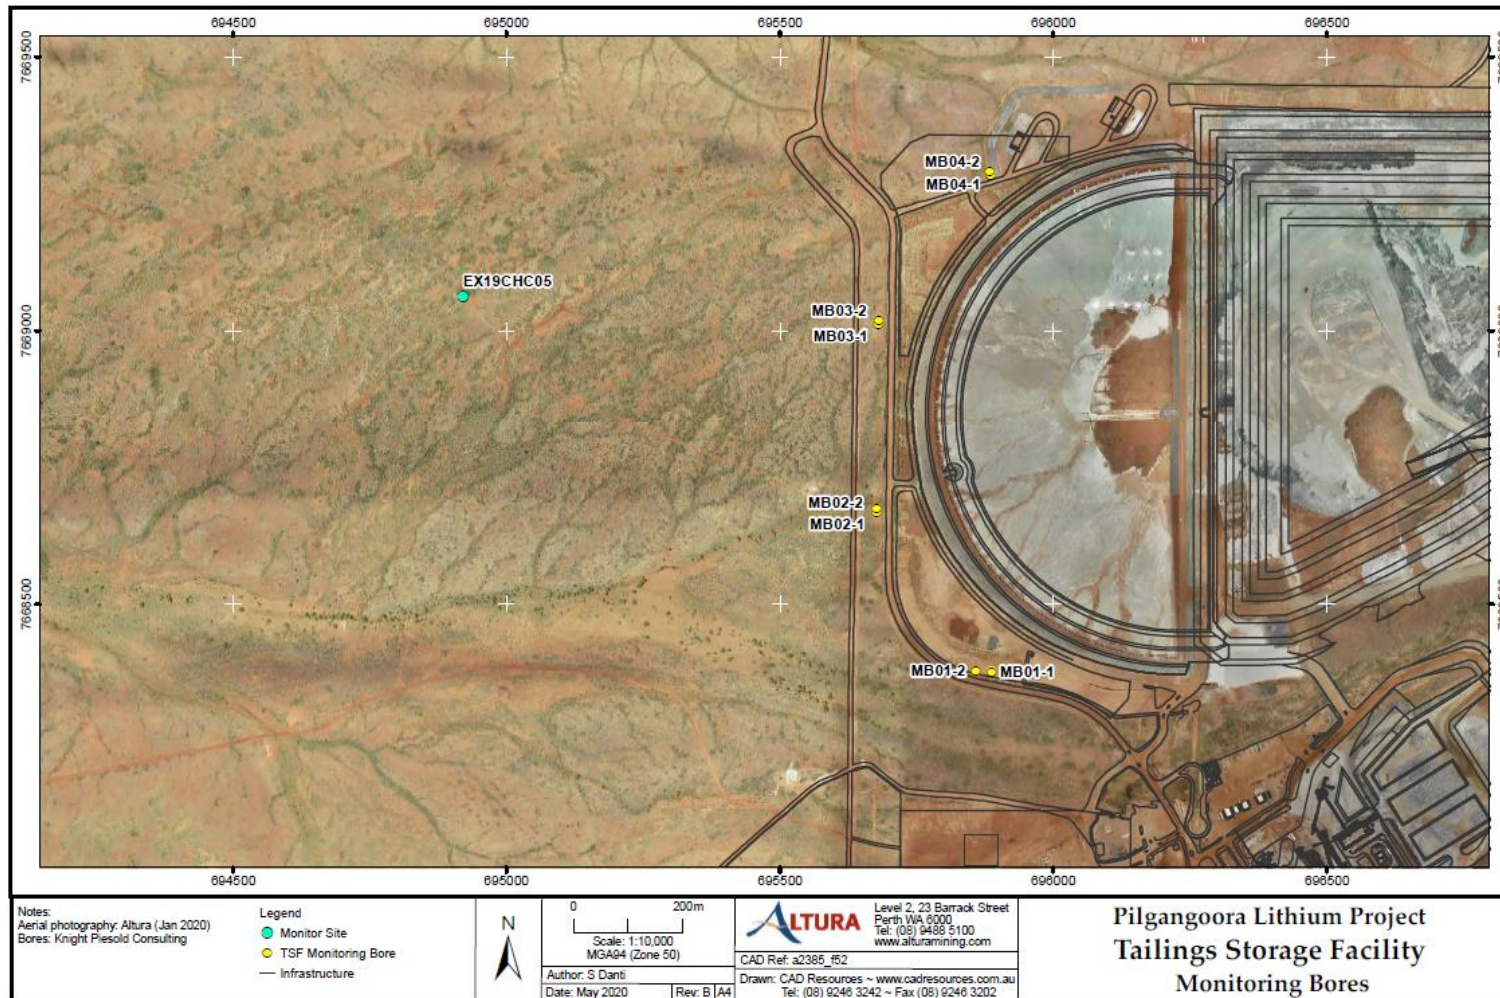 694500 695000 695500 696000 696500
7669500
MB04-2
MB04-1
EX19CHC05
MB03-2
MB03-1
7669000
MB02-2
MB02-1
7668500
MB01-2 MB01-1
694500 695000 695500 696000 696500
Notes:
Aerial photography: Altura (Jan 2020)
Bores: Knight Piesold Consulting
Legend
Monitor Site
TSF Monitoring Bore
Infrastructure
N
0 200m
Scale: 1:10,000
MGA94 (Zone 50)
Author: S Danti
Date: May 2020 Rev: B A4
ALTURA
Level 2, 23 Barrack Street
Perth WA 6000
Tel: (08) 9488 5100
www.alturamining.com
CAD Ref: a2385_f52
Drawn: CAD Resources ~ www.cadresources.com.au
Tel: (08) 9246 3242 ~ Fax (08) 9246 3202
Pilgangoora Lithium Project
Tailings Storage Facility
Monitoring Bores